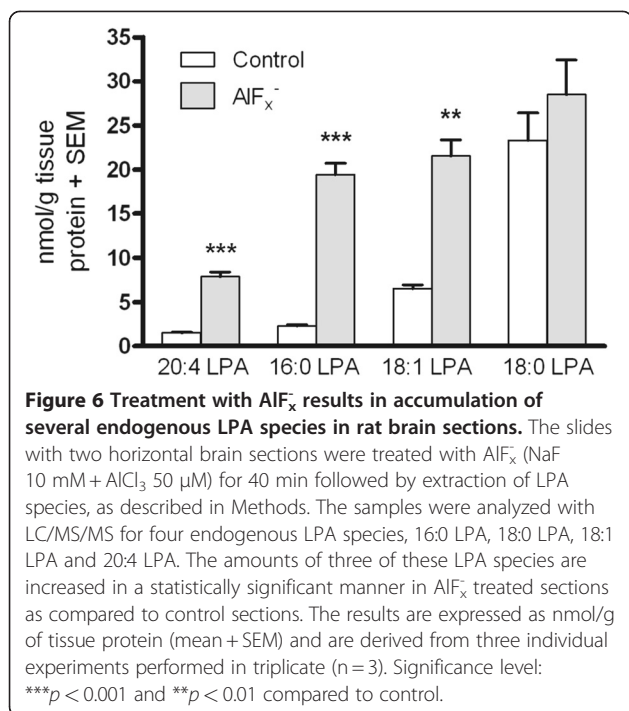 35
30
25
20
15
10
5
0
nmol/g tissue
protein + SEM
Control
AlFₓ⁻
***
***
**
20:4 LPA 16:0 LPA 18:1 LPA 18:0 LPA
Figure 6 Treatment with AlFₓ⁻ results in accumulation of
several endogenous LPA species in rat brain sections. The slides
with two horizontal brain sections were treated with AlFₓ⁻ (NaF
10 mM + AlCl₃ 50 μM) for 40 min followed by extraction of LPA
species, as described in Methods. The samples were analyzed with
LC/MS/MS for four endogenous LPA species, 16:0 LPA, 18:0 LPA, 18:1
LPA and 20:4 LPA. The amounts of three of these LPA species are
increased in a statistically significant manner in AlFₓ⁻ treated sections
as compared to control sections. The results are expressed as nmol/g
of tissue protein (mean + SEM) and are derived from three individual
experiments performed in triplicate (n = 3). Significance level:
***p < 0.001 and **p < 0.01 compared to control.